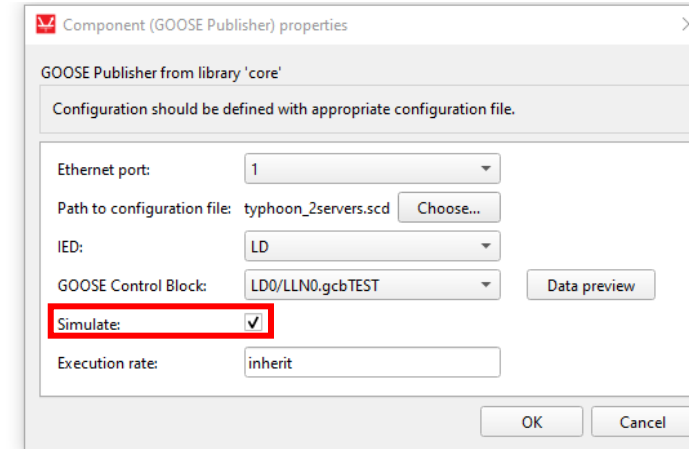 Component (GOOSE Publisher) properties
GOOSE Publisher from library 'core'
Configuration should be defined with appropriate configuration file.
Ethernet port: 1
Path to configuration file: typhoon_2servers.scd Choose...
IED: LD
GOOSE Control Block: LD0/LLN0.gcbTEST Data preview
Simulate:
Execution rate: inherit
OK Cancel